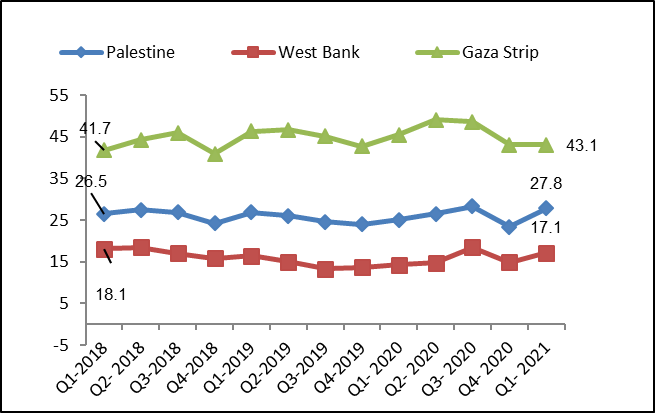 Palestine West Bank Gaza Strip
55
45
35
25
15
5
-5
41.7
26.5
18.1
43.1
27.8
17.1
Q1-2018
Q2- 2018
Q3-2018
Q4-2018
Q1-2019
Q2-2019
Q3-2019
Q4-2019
Q1- 2020
Q2- 2020
Q3- 2020
Q4- 2020
Q1- 2021